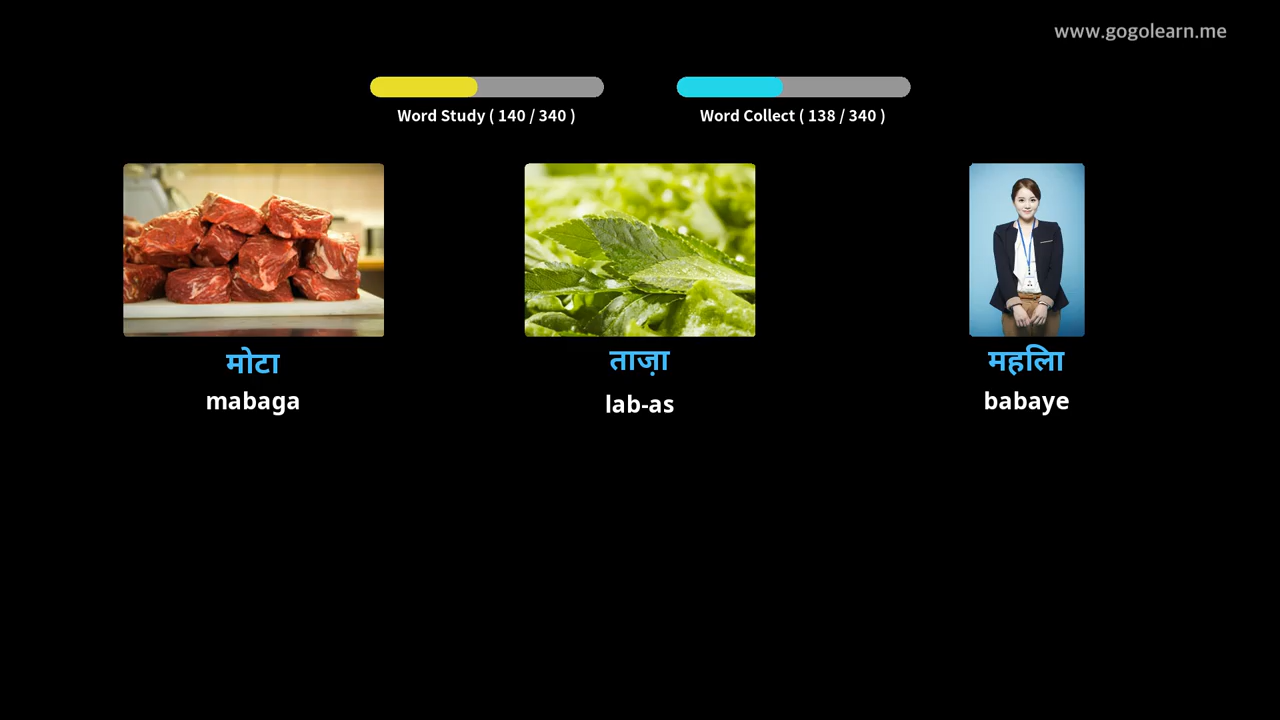 www.gogolearn.me
Word Study ( 140 / 340 )
Word Collect ( 138 / 340 )
मोटा
ताज़ा
महिला
mabaga
lab-as
babaye